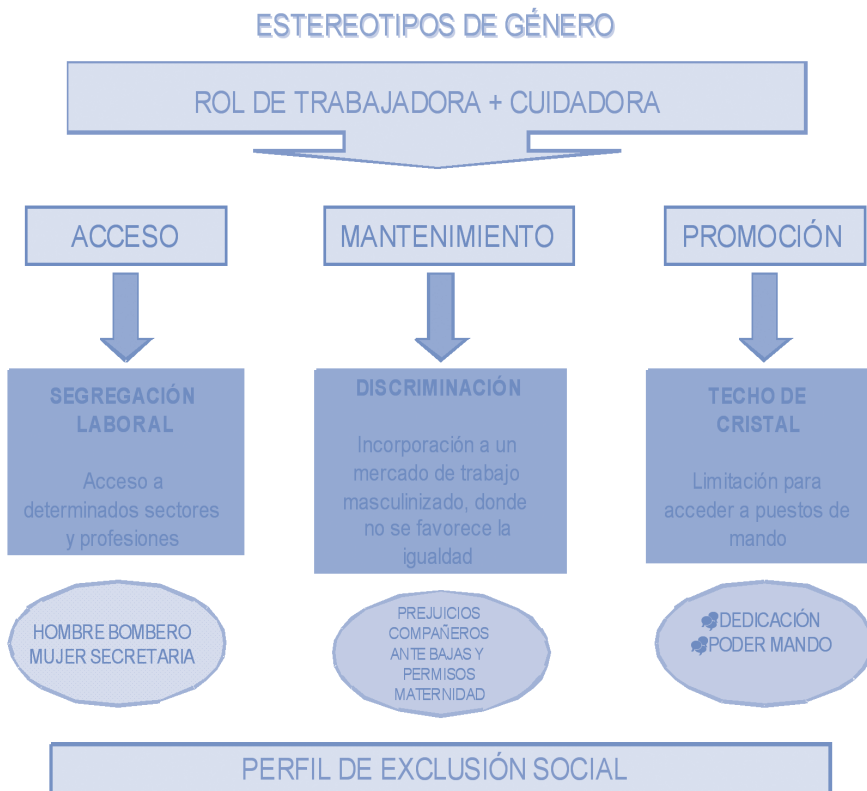 ESTEREOTIPOS DE GÉNERO
ROL DE TRABAJADORA + CUIDADORA
ACCESO
MANTENIMIENTO
PROMOCIÓN
SEGREGACIÓN
LABORAL
Acceso a
determinados sectores
y profesiones
DISCRIMINACIÓN
Incorporación a un
mercado de trabajo
masculinizado, donde
no se favorece la
igualdad
TECHO DE
CRISTAL
Limitación para
acceder a puestos de
mando
HOMBRE BOMBERO
MUJER SECRETARIA
PREJUICIOS
COMPAÑEROS
ANTE BAJAS Y
PERMISOS
MATERNIDAD
DEDICACIÓN
PODER MANDO
PERFIL DE EXCLUSIÓN SOCIAL